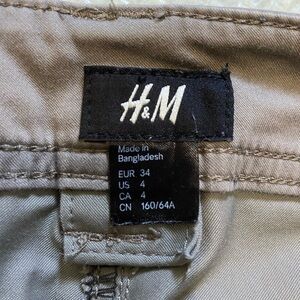 H&M
Made in
Bangladesh
EUR 34
US 4
CA 4
CN 160/64A